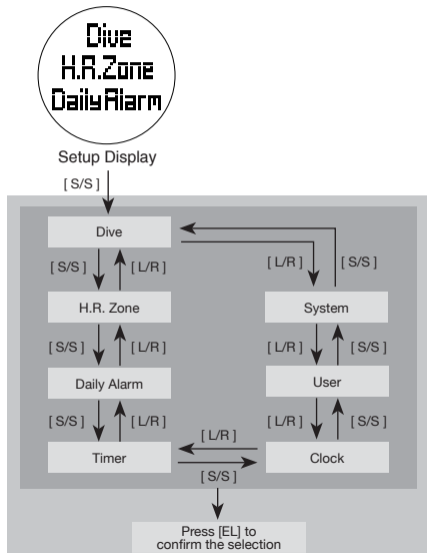 Dive
H.R.Zone
Daily Alarm
Setup Display
[ S/S ]
Dive
[ S/S ]
[ L/R ]
[ L/R ]
[ S/S ]
H.R. Zone
System
[ S/S ]
[ L/R ]
[ L/R ]
[ S/S ]
Daily Alarm
User
[ S/S ]
[ L/R ]
[ L/R ]
[ S/S ]
[ L/R ]
Timer
Clock
[ S/S ]
Press [EL] to
confirm the selection